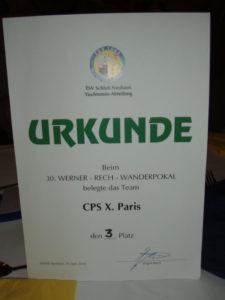 TSV Schloß Neuhaus
Tischtennis-Abteilung
URKUNDE
Beim
30. WERNER - RECH - WANDERPOKAL
belegte das Team
CPS X. Paris
den 3 Platz